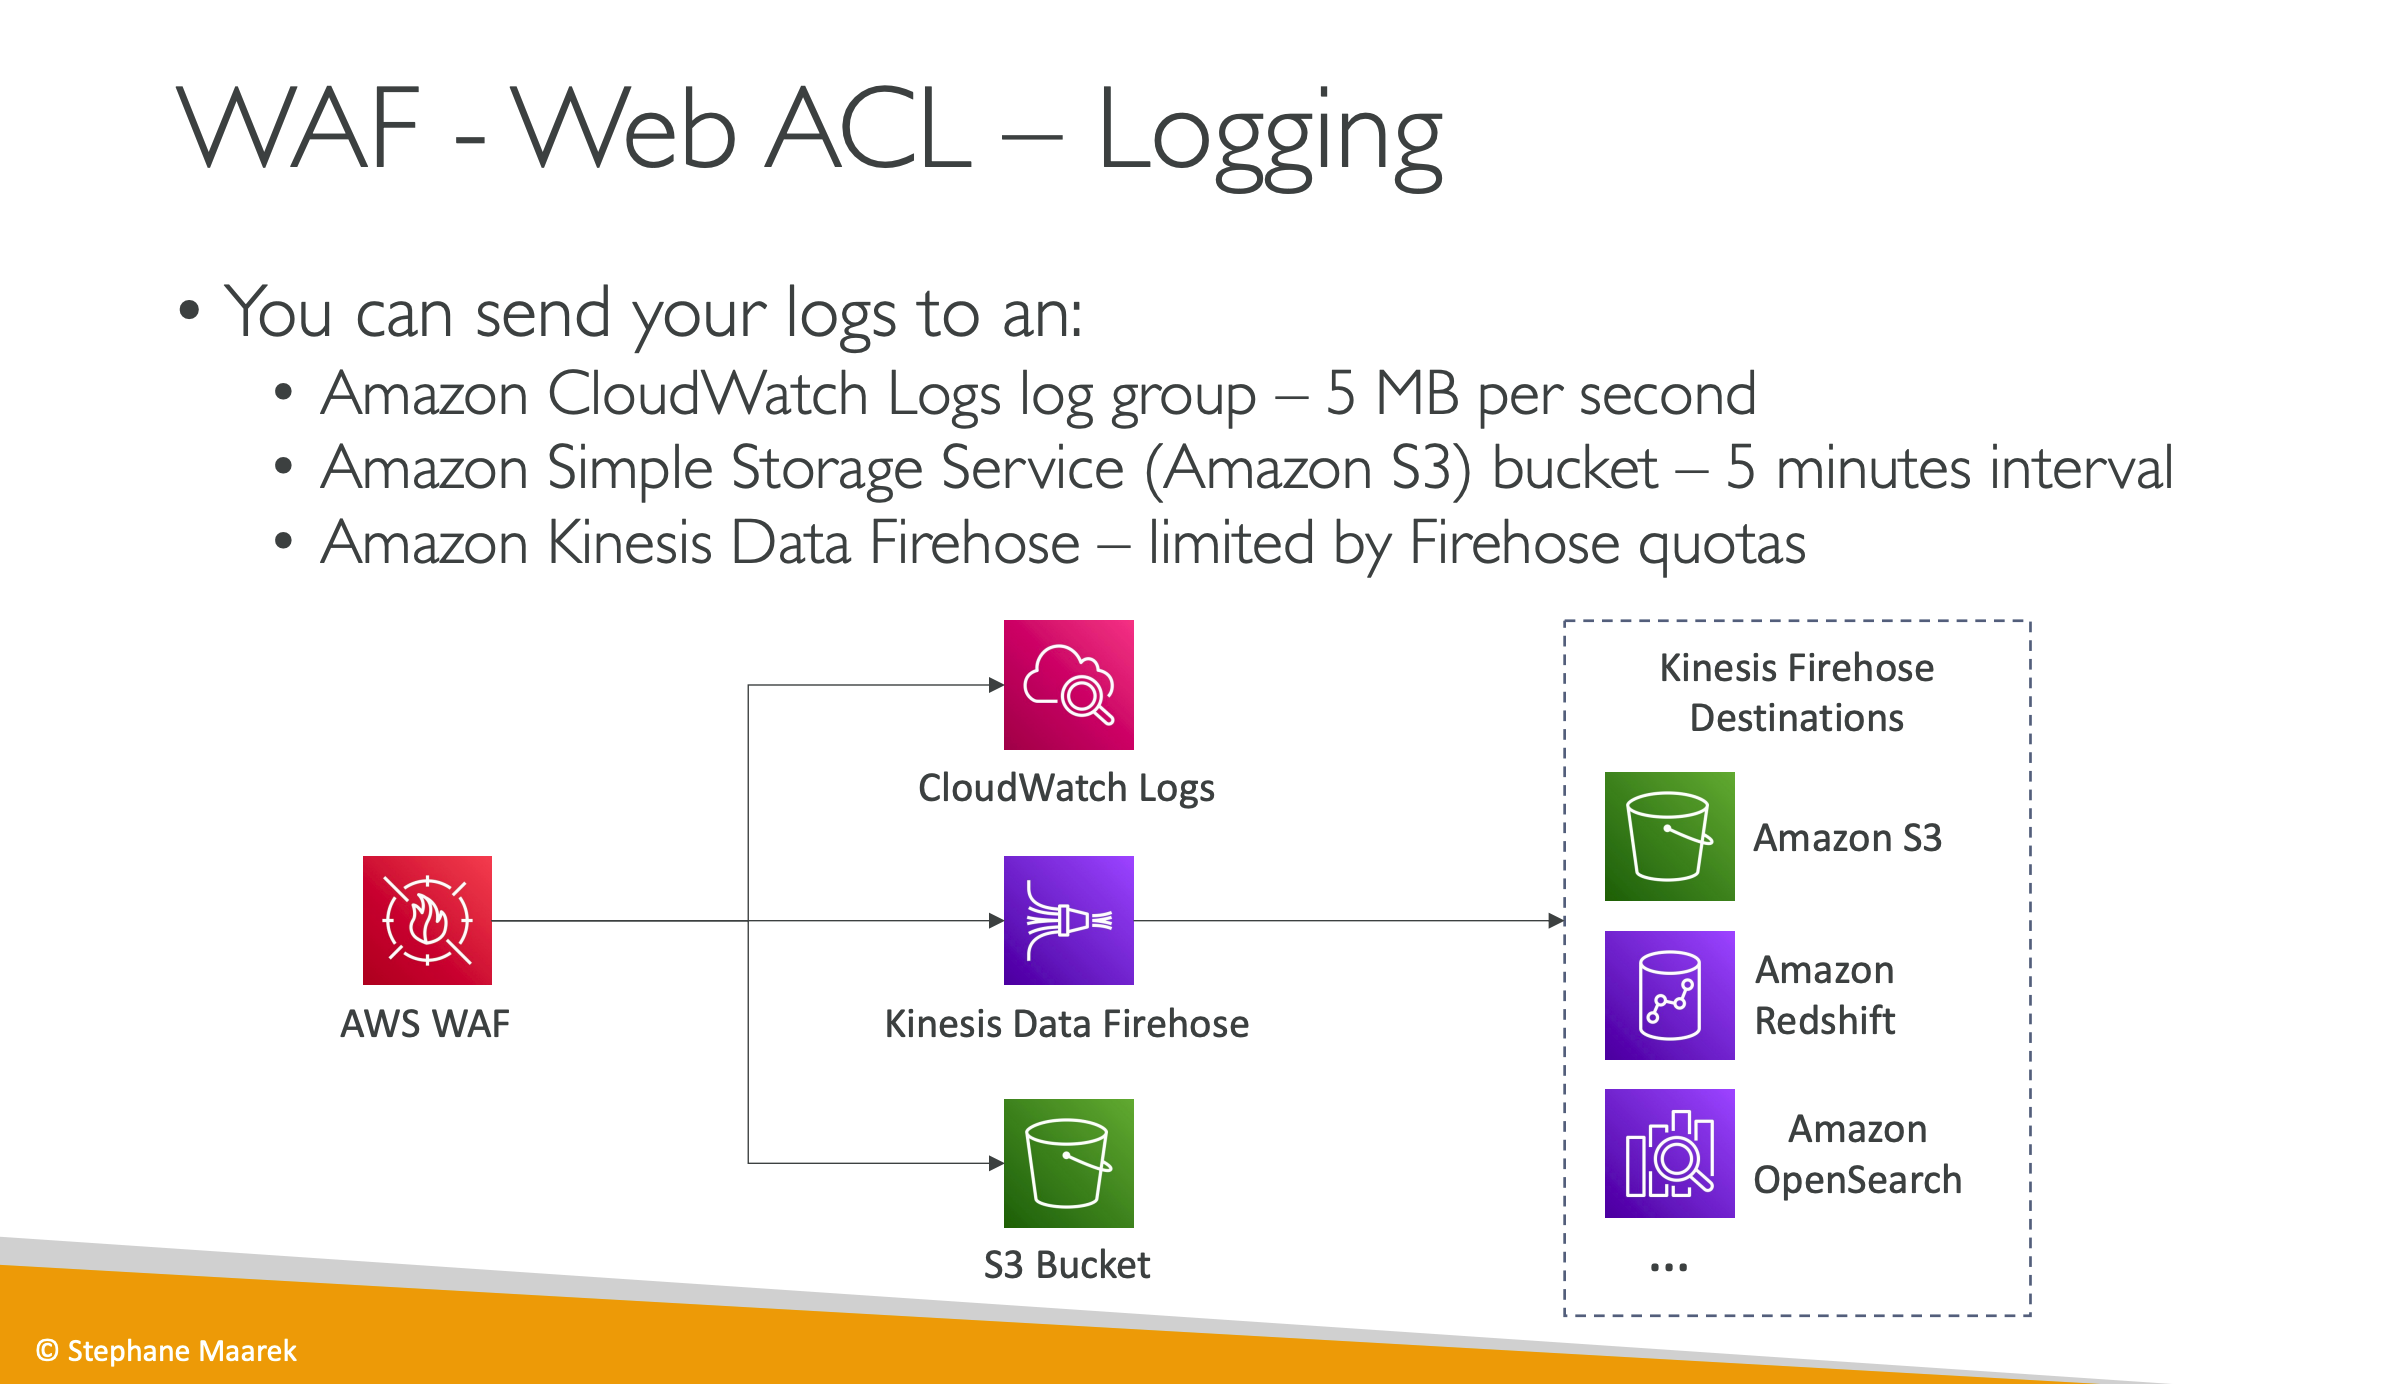 WAF - Web ACL – Logging
• You can send your logs to an:
• Amazon CloudWatch Logs log group – 5 MB per second
• Amazon Simple Storage Service (Amazon S3) bucket – 5 minutes interval
• Amazon Kinesis Data Firehose – limited by Firehose quotas
CloudWatch Logs
AWS WAF
Kinesis Data Firehose
S3 Bucket
Kinesis Firehose
Destinations
Amazon S3
Amazon
Redshift
Amazon
OpenSearch
...
© Stephane Maarek